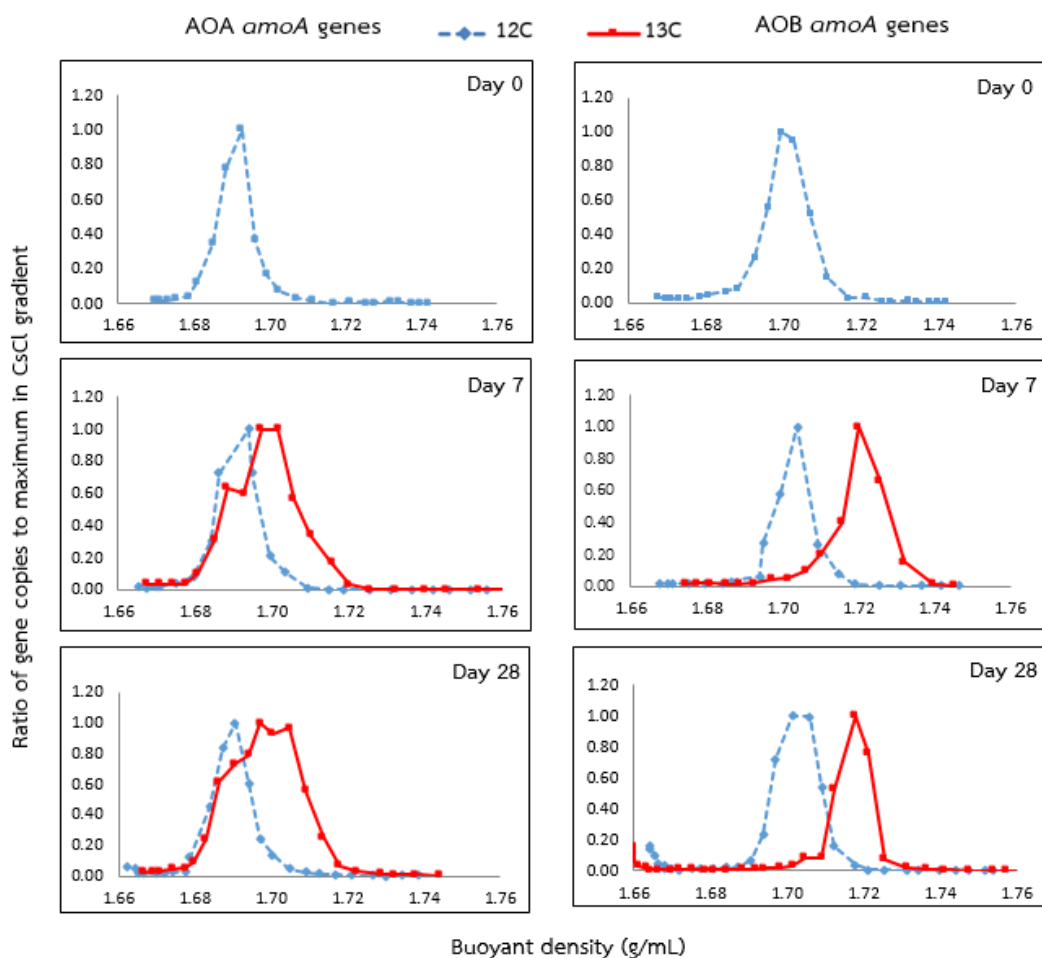 AOA amoA genes 12C 13C AOB amoA genes
Ratio of gene copies to maximum in CsCl gradient
Day 0
1.20
1.00
0.80
0.60
0.40
0.20
0.00
1.66 1.68 1.70 1.72 1.74 1.76
Day 0
1.20
1.00
0.80
0.60
0.40
0.20
0.00
1.66 1.68 1.70 1.72 1.74 1.76
Day 7
1.20
1.00
0.80
0.60
0.40
0.20
0.00
1.66 1.68 1.70 1.72 1.74 1.76
Day 7
1.20
1.00
0.80
0.60
0.40
0.20
0.00
1.66 1.68 1.70 1.72 1.74 1.76
Day 28
1.20
1.00
0.80
0.60
0.40
0.20
0.00
1.66 1.68 1.70 1.72 1.74 1.76
Day 28
1.20
1.00
0.80
0.60
0.40
0.20
0.00
1.66 1.68 1.70 1.72 1.74 1.76
Buoyant density (g/mL)